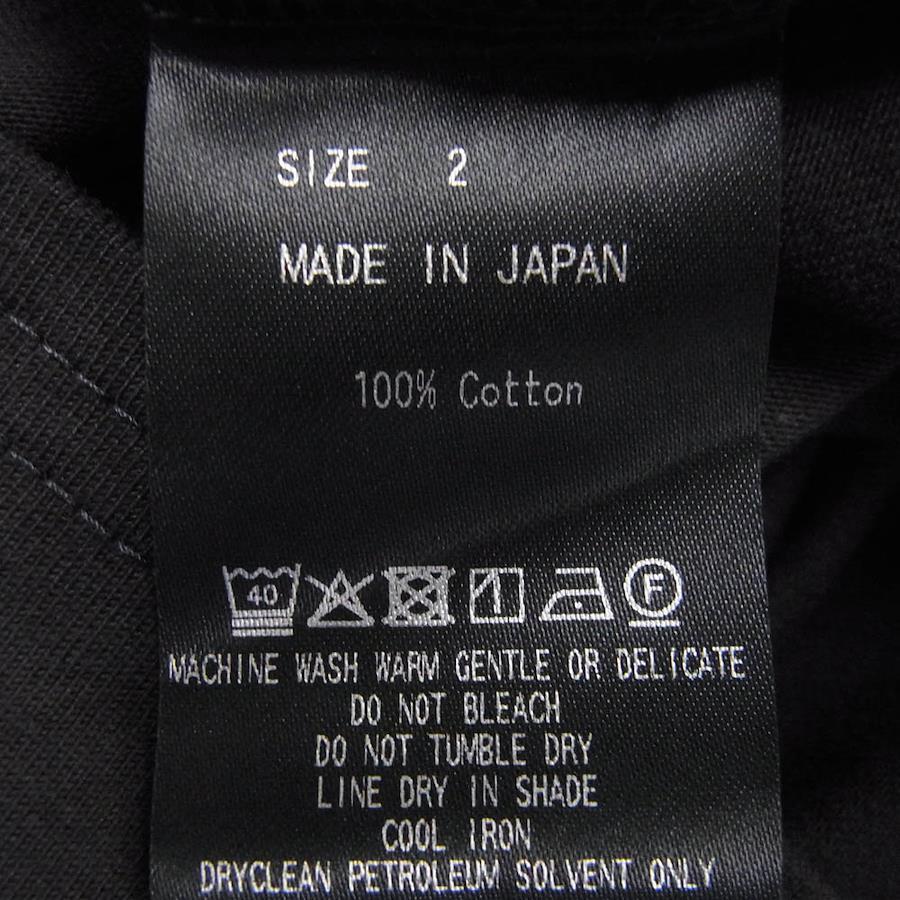 SIZE 2
MADE IN JAPAN
100% Cotton
40 F
MACHINE WASH WARM GENTLE OR DELICATE
DO NOT BLEACH
DO NOT TUMBLE DRY
LINE DRY IN SHADE
COOL IRON
DRYCLEAN PETROLEUM SOLVENT ONLY